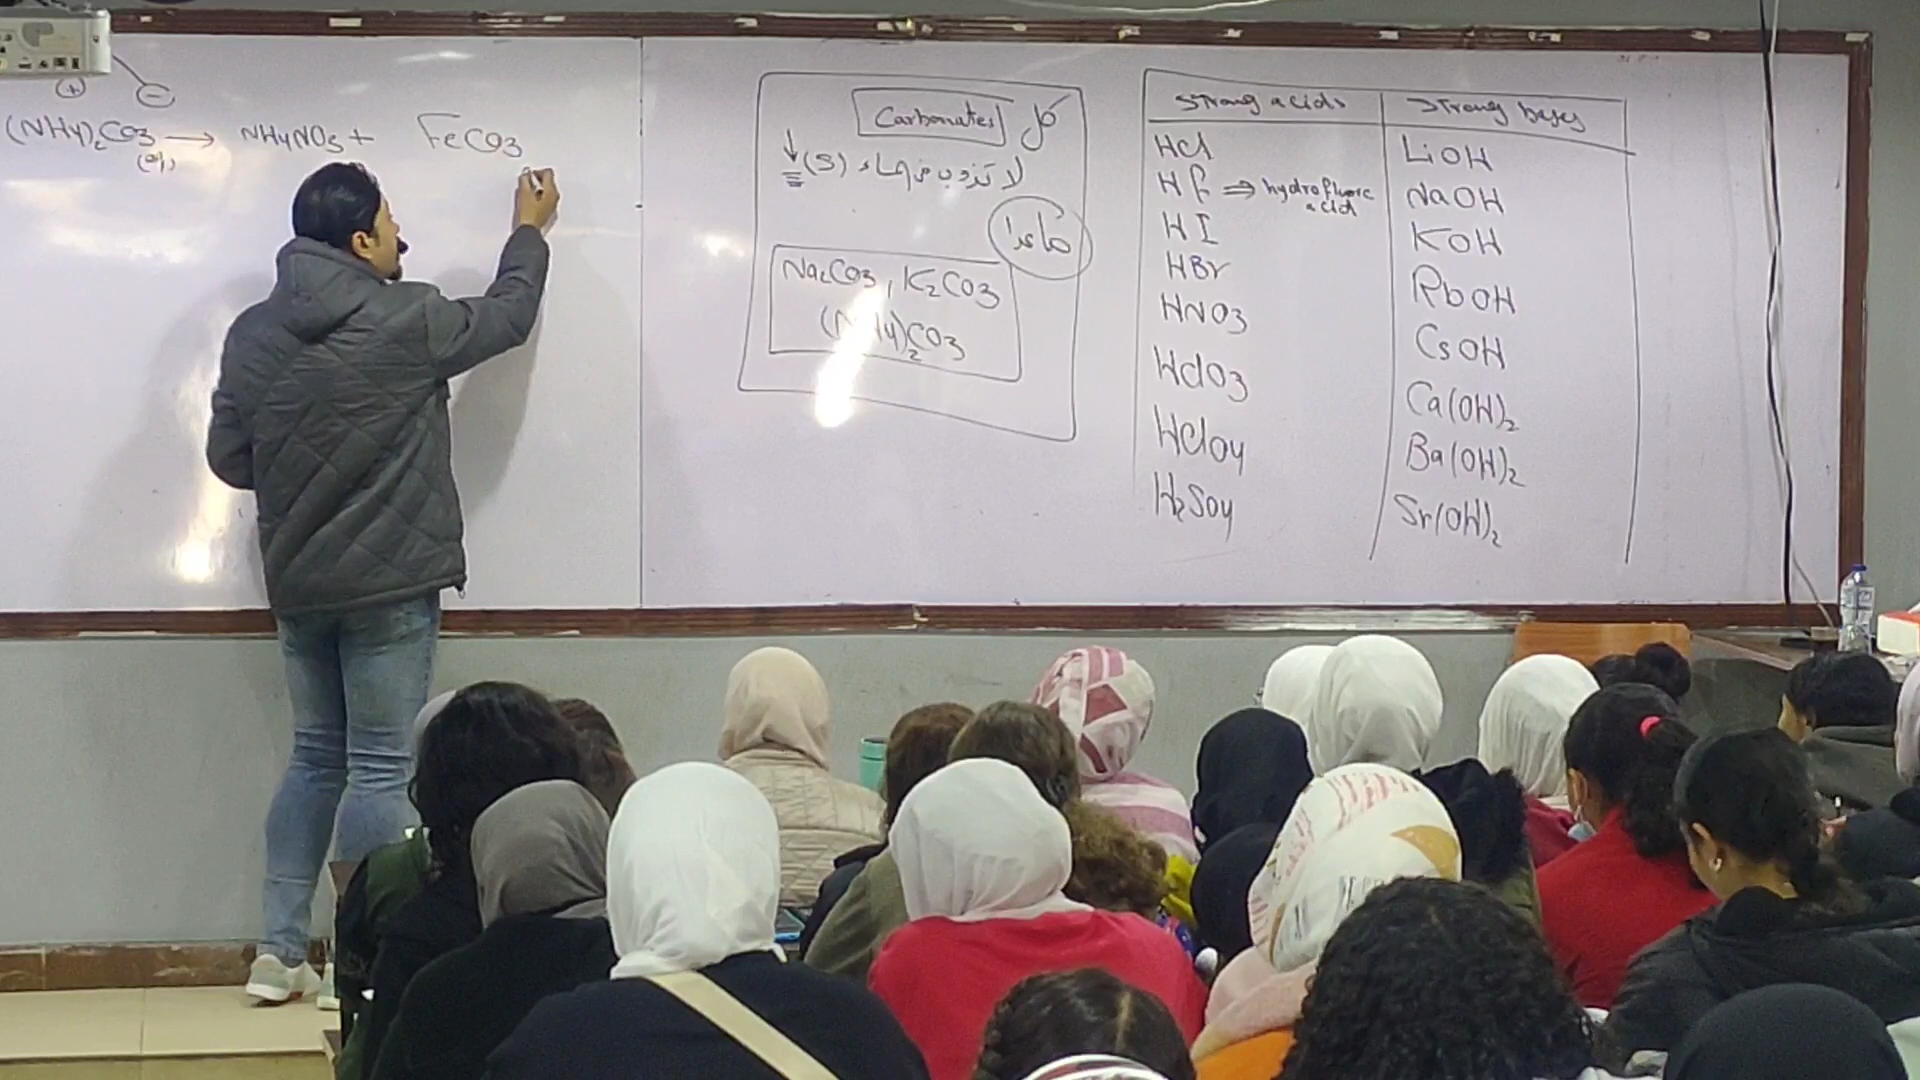 + -
(NH4)2CO3(aq) → NH4NO3 + FeCO3
كل Carbonates
لا تذوب في الماء (S) ↓
ماعدا
Na2CO3, K2CO3
(NH4)2CO3
Strong acids
HCl
HF ⇒ hydrofluoric acid
HI
HBr
HNO3
HClO3
HClO4
H2SO4
Strong bases
LiOH
NaOH
KOH
RbOH
CsOH
Ca(OH)2
Ba(OH)2
Sr(OH)2